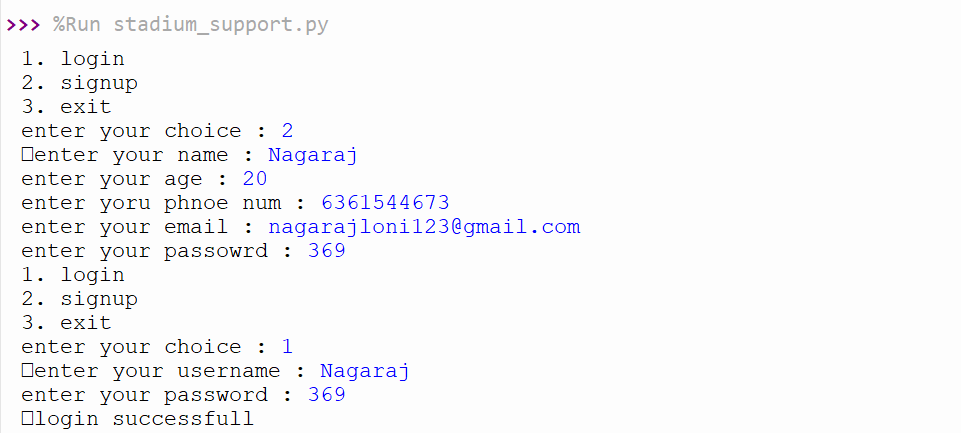 >>> %Run stadium_support.py
1. login
2. signup
3. exit
enter your choice : 2
□enter your name : Nagaraj
enter your age : 20
enter yoru phnoe num : 6361544673
enter your email : nagarajloni123@gmail.com
enter your passowrd : 369
1. login
2. signup
3. exit
enter your choice : 1
□enter your username : Nagaraj
enter your password : 369
□login successfull